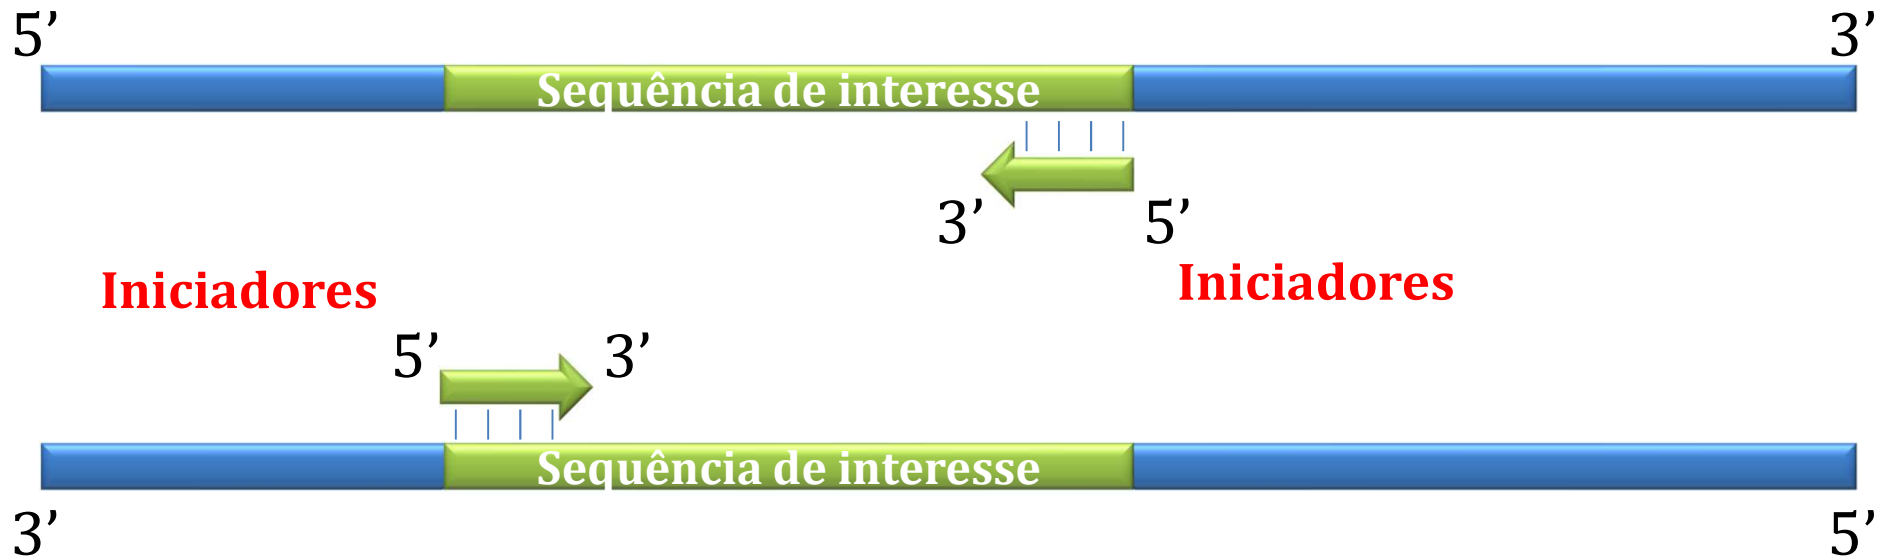 5’ 3’
Sequência de interesse
3’ 5’
Iniciadores Iniciadores
5’ 3’
Sequência de interesse
3’ 5’